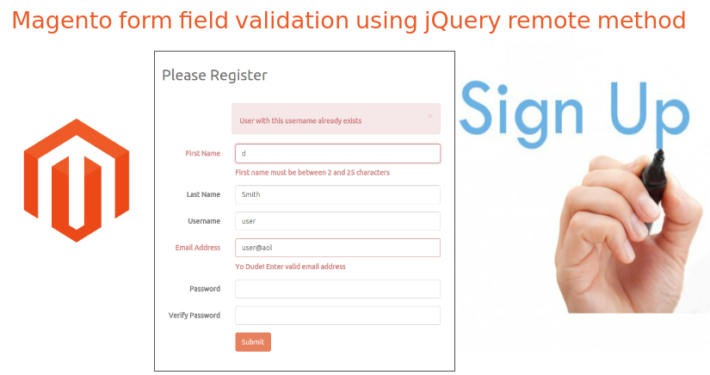 Magento form field validation using jQuery remote method
Please Register
User with this username already exists ×
First Name d
First name must be between 2 and 25 characters
Last Name Smith
Username user
Email Address user@aol
Yo Dude! Enter valid email address
Password
Verify Password
Submit
Sign Up